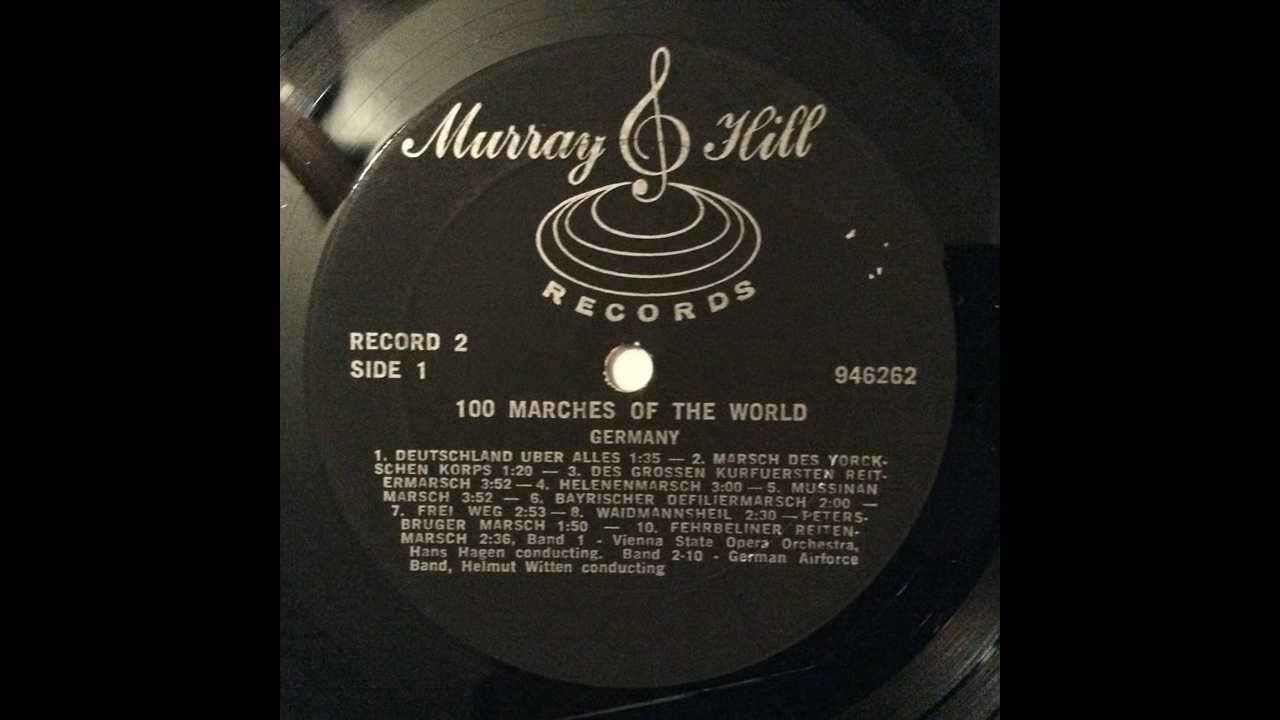 Murray Hill
RECORDS
RECORD 2
SIDE 1
946262
100 MARCHES OF THE WORLD
GERMANY
1. DEUTSCHLAND UBER ALLES 1:35 — 2. MARSCH DES YORCK-
SCHEN KORPS 1:20 — 3. DES GROSSEN KURFUERSTEN REIT-
ERMARSCH 3:52 — 4. HELENENMARSCH 3:00 — 5. MUSSINAN
MARSCH 3:52 — 6. BAYRISCHER DEFILIERMARSCH 2:00 —
7. FREI WEG 2:53 — 8. WAIDMANNSHEIL 2:30 — PETERS-
BRUGER MARSCH 1:50 — 10. FEHRBELINER REITEN-
MARSCH 2:36, Band 1 - Vienna State Opera Orchestra,
Hans Hagen conducting. Band 2-10 - German Airforce
Band, Helmut Witten conducting